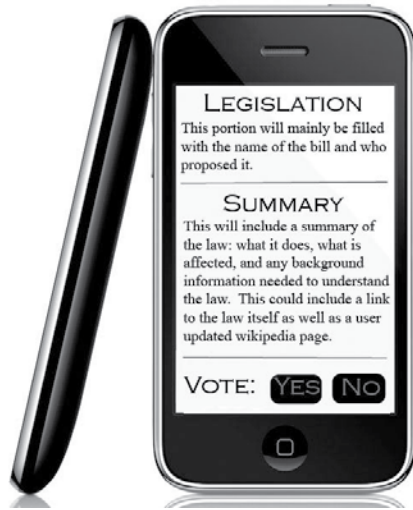 LEGISLATION
This portion will mainly be filled
with the name of the bill and who
proposed it.
SUMMARY
This will include a summary of
the law: what it does, what is
affected, and any background
information needed to understand
the law. This could include a link
to the law itself as well as a user
updated wikipedia page.
VOTE: YES NO